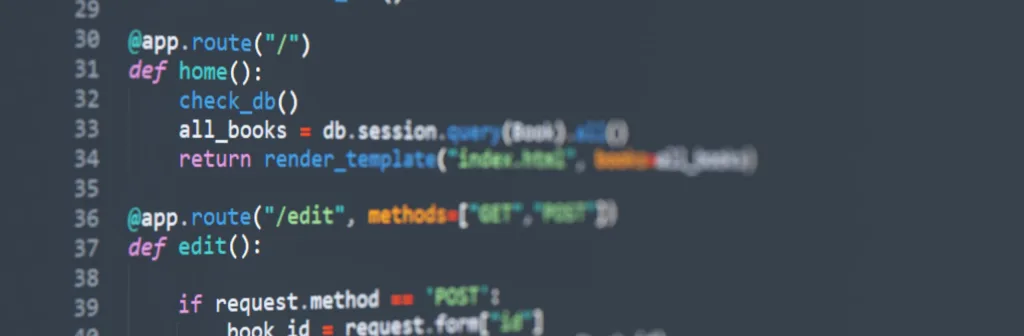 29
30 @app.route("/")
31 def home():
32 check_db()
33 all_books = db.session.query(Book).all()
34 return render_template("index.html", books=all_books)
35
36 @app.route("/edit", methods=["GET","POST"])
37 def edit():
38
39 if request.method == "POST":
40 book_id = request.form["id"]